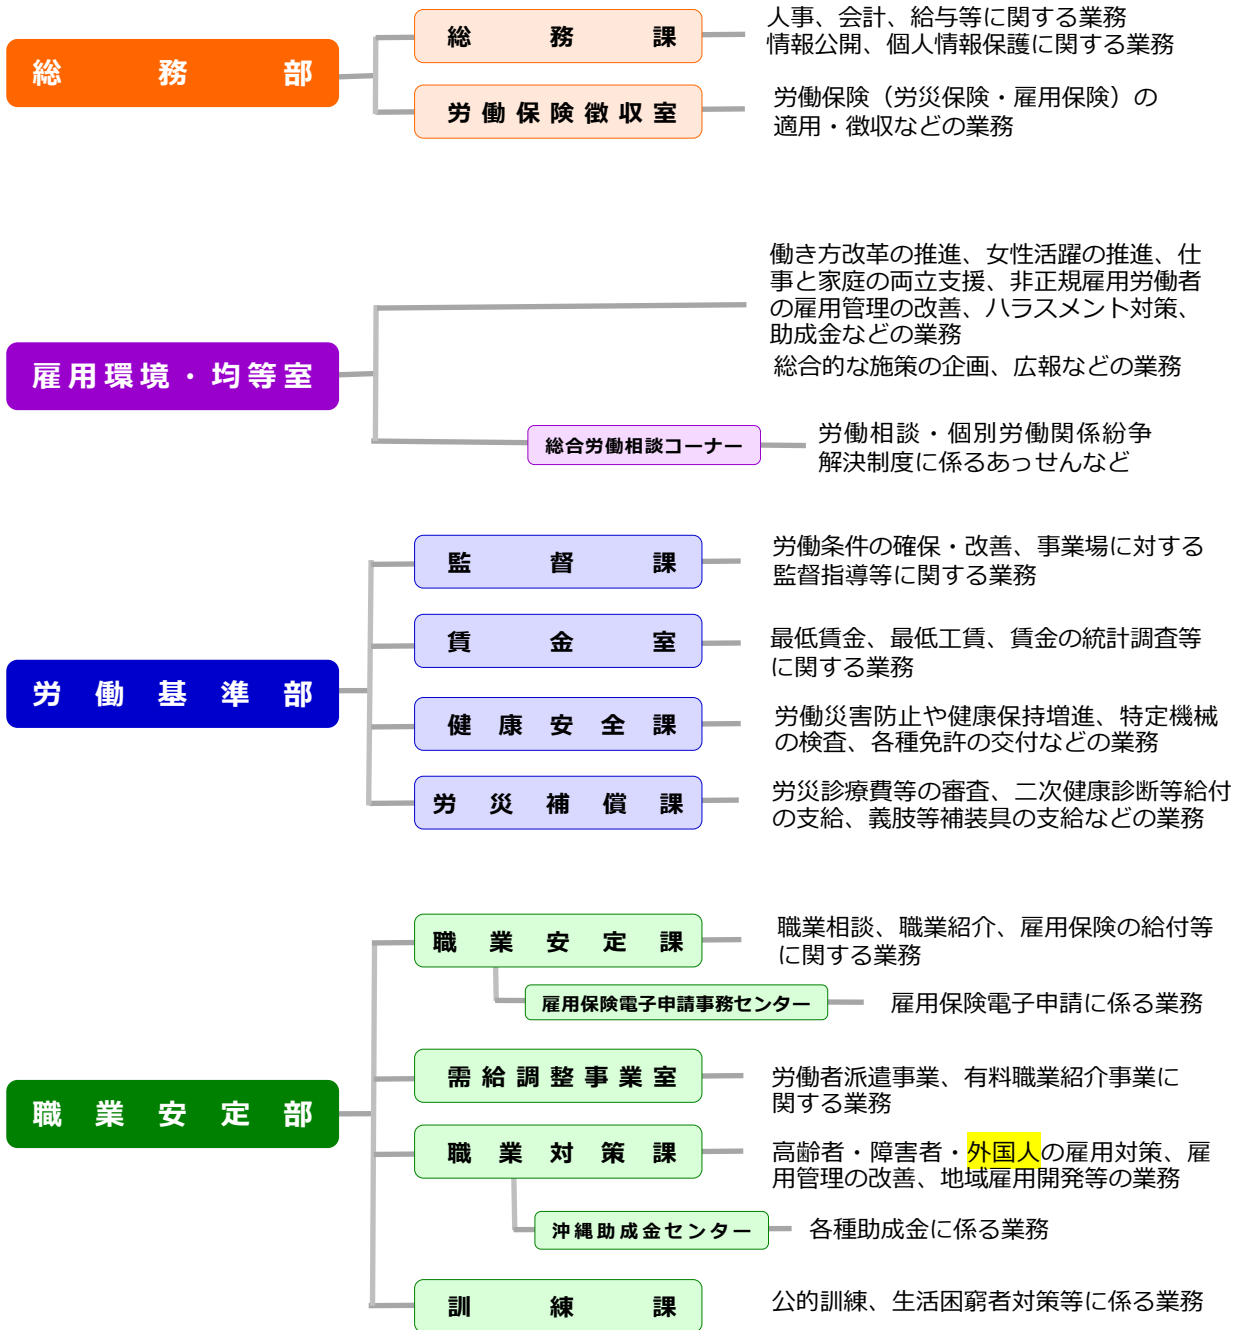 総務部
総務課
人事、会計、給与等に関する業務
情報公開、個人情報保護に関する業務
労働保険徴収室
労働保険（労災保険・雇用保険）の
適用・徴収などの業務
雇用環境・均等室
働き方改革の推進、女性活躍の推進、仕
事と家庭の両立支援、非正規雇用労働者
の雇用管理の改善、ハラスメント対策、
助成金などの業務
総合的な施策の企画、広報などの業務
総合労働相談コーナー
労働相談・個別労働関係紛争
解決制度に係るあっせんなど
労働基準部
監督課
労働条件の確保・改善、事業場に対する
監督指導等に関する業務
賃金室
最低賃金、最低工賃、賃金の統計調査等
に関する業務
健康安全課
労働災害防止や健康保持増進、特定機械
の検査、各種免許の交付などの業務
労災補償課
労災診療費等の審査、二次健康診断等給付
の支給、義肢等補装具の支給などの業務
職業安定部
職業安定課
職業相談、職業紹介、雇用保険の給付等
に関する業務
雇用保険電子申請事務センター
雇用保険電子申請に係る業務
需給調整事業室
労働者派遣事業、有料職業紹介事業に
関する業務
職業対策課
高齢者・障害者・外国人の雇用対策、雇
用管理の改善、地域雇用開発等の業務
沖縄助成金センター
各種助成金に係る業務
訓練課
公的訓練、生活困窮者対策等に係る業務